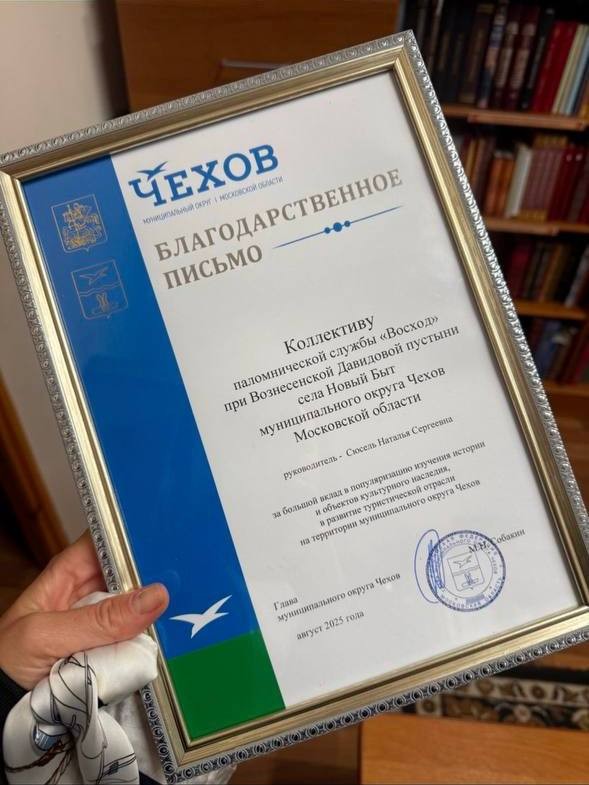 ЧЕХОВ
МУНИЦИПАЛЬНЫЙ ОКРУГ | МОСКОВСКОЙ ОБЛАСТИ
БЛАГОДАРСТВЕННОЕ
ПИСЬМО
Коллективу
паломнической службы «Восход»
при Вознесенской Давидовой пустыни
села Новый Быт
муниципального округа Чехов
Московской области
руководитель - Сюсель Наталья Сергеевна
за большой вклад в популяризацию изучения истории
и объектов культурного наследия,
в развитие туристической отрасли
на территории муниципального округа Чехов
Глава
муниципального округа Чехов
М.Н. Собакин
август 2025 года